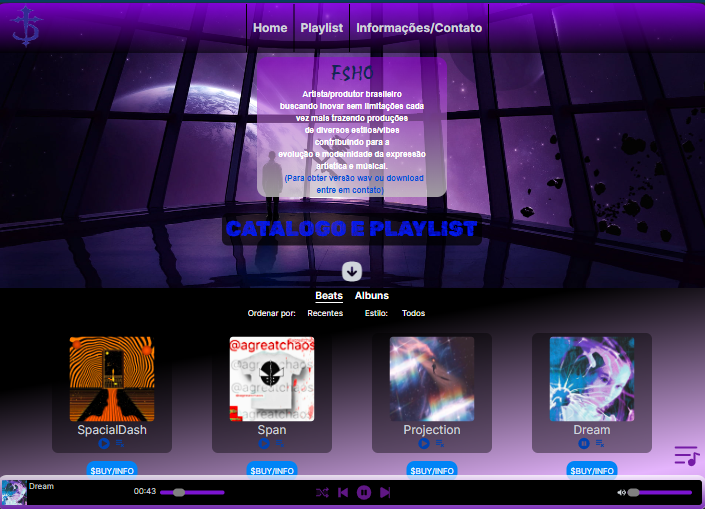 Home Playlist Informações/Contato
F$HO
Artista/produtor brasileiro
buscando inovar sem limitações cada
vez mais trazendo produções
de diversos estilos/vibes
contribuindo para a
evolução e modernidade da expressão
artística e músical.
(Para obter versão wav ou download
entre em contato)
CATALOGO E PLAYLIST
Beats Albuns
Ordenar por: Recentes Estilo: Todos
@agreatchaos
SpacialDash Span Projection Dream
$BUY/INFO $BUY/INFO $BUY/INFO $BUY/INFO
Dream
00:43